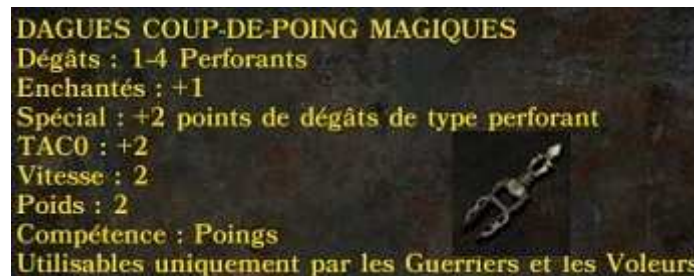 DAGUES COUP-DE-POING MAGIQUES
Dégâts : 1-4 Perforants
Enchantés : +1
Spécial : +2 points de dégâts de type perforant
TAC0 : +2
Vitesse : 2
Poids : 2
Compétence : Poings
Utilisables uniquement par les Guerriers et les Voleurs